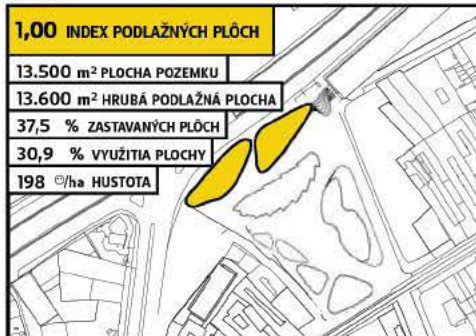 1,00 INDEX PODLAŽNÝCH PLÔCH
13.500 m² PLOCHA POZEMKU
13.600 m² HRUBÁ PODLAŽNÁ PLOCHA
37,5 % ZASTAVANÝCH PLÔCH
30,9 % VYUŽITIA PLOCHY
198 ☺/ha HUSTOTA